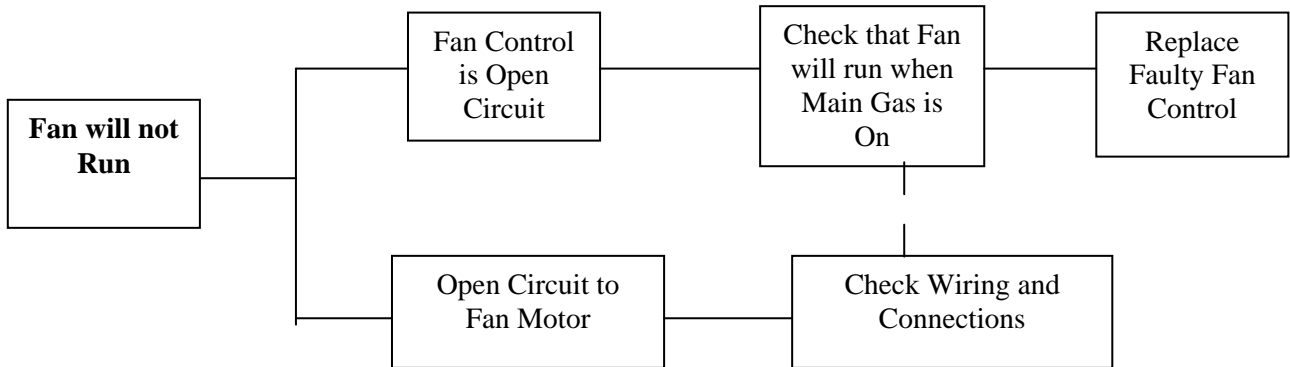 Fan will not
Run
Fan Control
is Open
Circuit
Check that Fan
will run when
Main Gas is
On
Replace
Faulty Fan
Control
Open Circuit to
Fan Motor
Check Wiring and
Connections